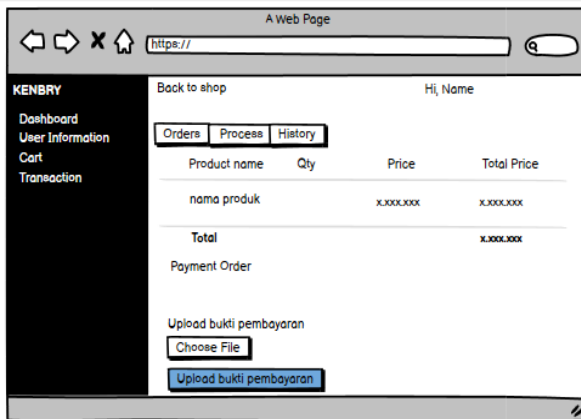 A Web Page
https://
KENBRY
Dashboard
User Information
Cart
Transaction
Back to shop
Hi, Name
Orders Process History
Product name Qty Price Total Price
nama produk x.xxx.xxx x.xxx.xxx
Total x.xxx.xxx
Payment Order
Upload bukti pembayaran
Choose File
Upload bukti pembayaran